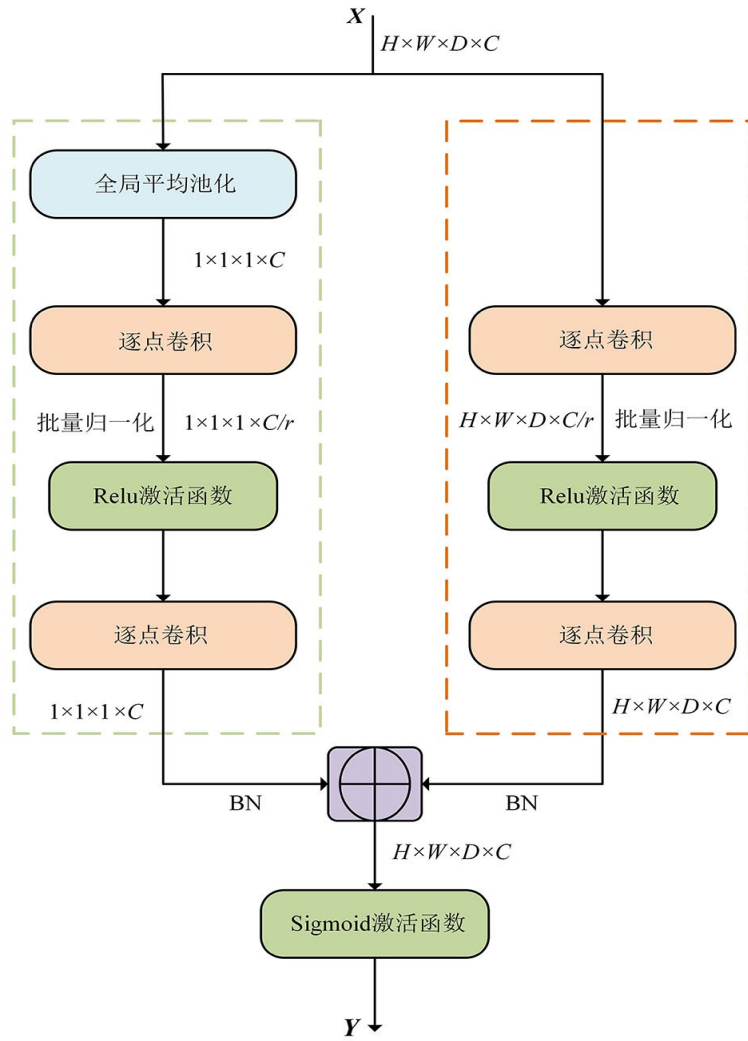 X
H×W×D×C
全局平均池化
1×1×1×C
逐点卷积
逐点卷积
批量归一化
1×1×1×C/r
H×W×D×C/r
批量归一化
Relu激活函数
Relu激活函数
逐点卷积
逐点卷积
1×1×1×C
H×W×D×C
BN
BN
H×W×D×C
Sigmoid激活函数
Y